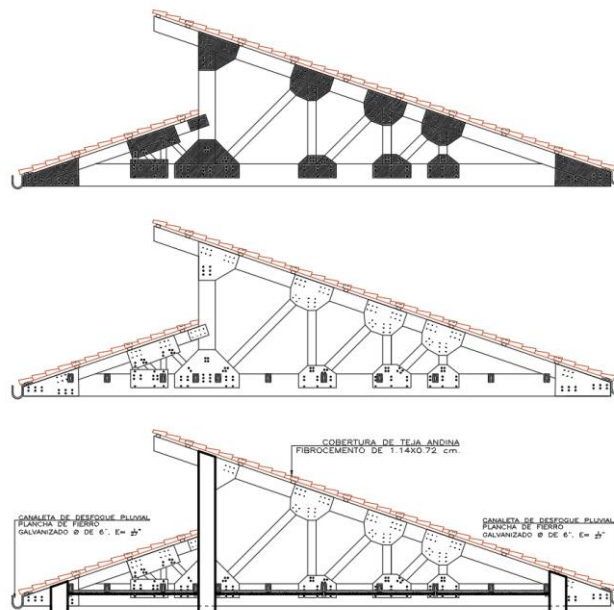 COBERTURA DE TEJA ANDINA
FIBROCEMENTO DE 1.14X0.72 cm.
CANALETA DE DESFOGUE PLUVIAL
PLANCHA DE FIERRO
GALVANIZADO Ø DE 6", E=
CANALETA DE DESFOGUE PLUVIAL
PLANCHA DE FIERRO
GALVANIZADO Ø DE 6", E=